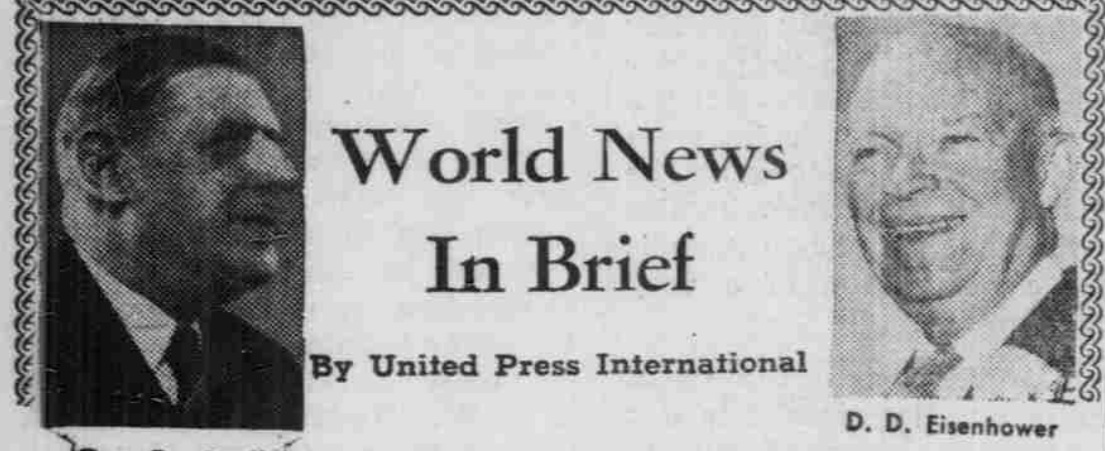 World News
In Brief
By United Press International
D. D. Eisenhower